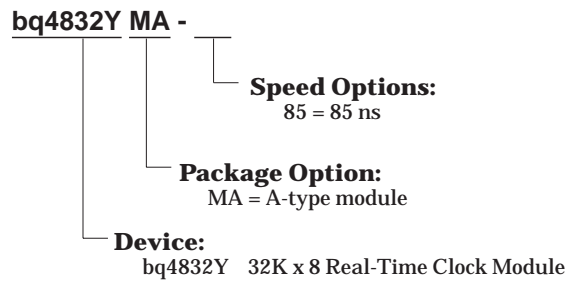 bq4832Y MA -
Speed Options:
85 = 85 ns
Package Option:
MA = A-type module
Device:
bq4832Y 32K x 8 Real-Time Clock Module